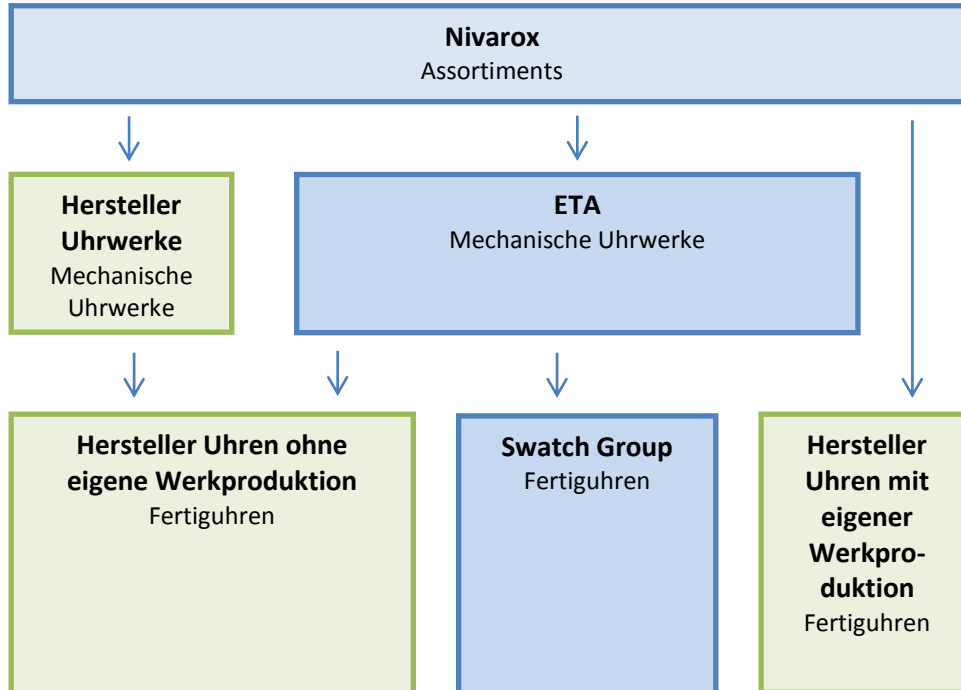 Nivarox
Assortiments
Hersteller
Uhrwerke
Mechanische
Uhrwerke
ETA
Mechanische Uhrwerke
Hersteller Uhren ohne
eigene Werkproduktion
Fertiguhren
Swatch Group
Fertiguhren
Hersteller
Uhren mit
eigener
Werkpro-
duktion
Fertiguhren